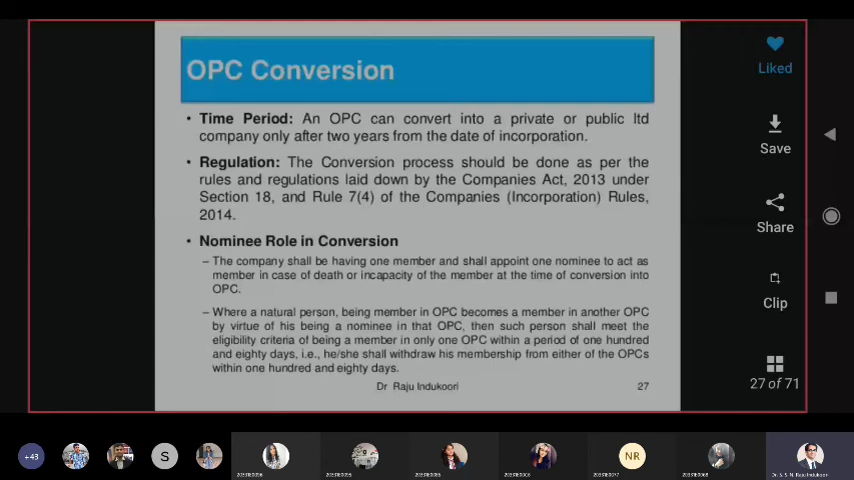 OPC Conversion
• Time Period: An OPC can convert into a private or public ltd
company only after two years from the date of incorporation.
• Regulation: The Conversion process should be done as per the
rules and regulations laid down by the Companies Act, 2013 under
Section 18, and Rule 7(4) of the Companies (Incorporation) Rules,
2014.
• Nominee Role in Conversion
– The company shall be having one member and shall appoint one nominee to act as
member in case of death or incapacity of the member at the time of conversion into
OPC.
– Where a natural person, being member in OPC becomes a member in another OPC
by virtue of his being a nominee in that OPC, then such person shall meet the
eligibility criteria of being a member in only one OPC within a period of one hundred
and eighty days, i.e., he/she shall withdraw his membership from either of the OPCs
within one hundred and eighty days.
Dr Raju Indukoori 27
Liked
Save
Share
Clip
27 of 71
+43
S
NR
Dr. S. S. N. Raju Indukoori